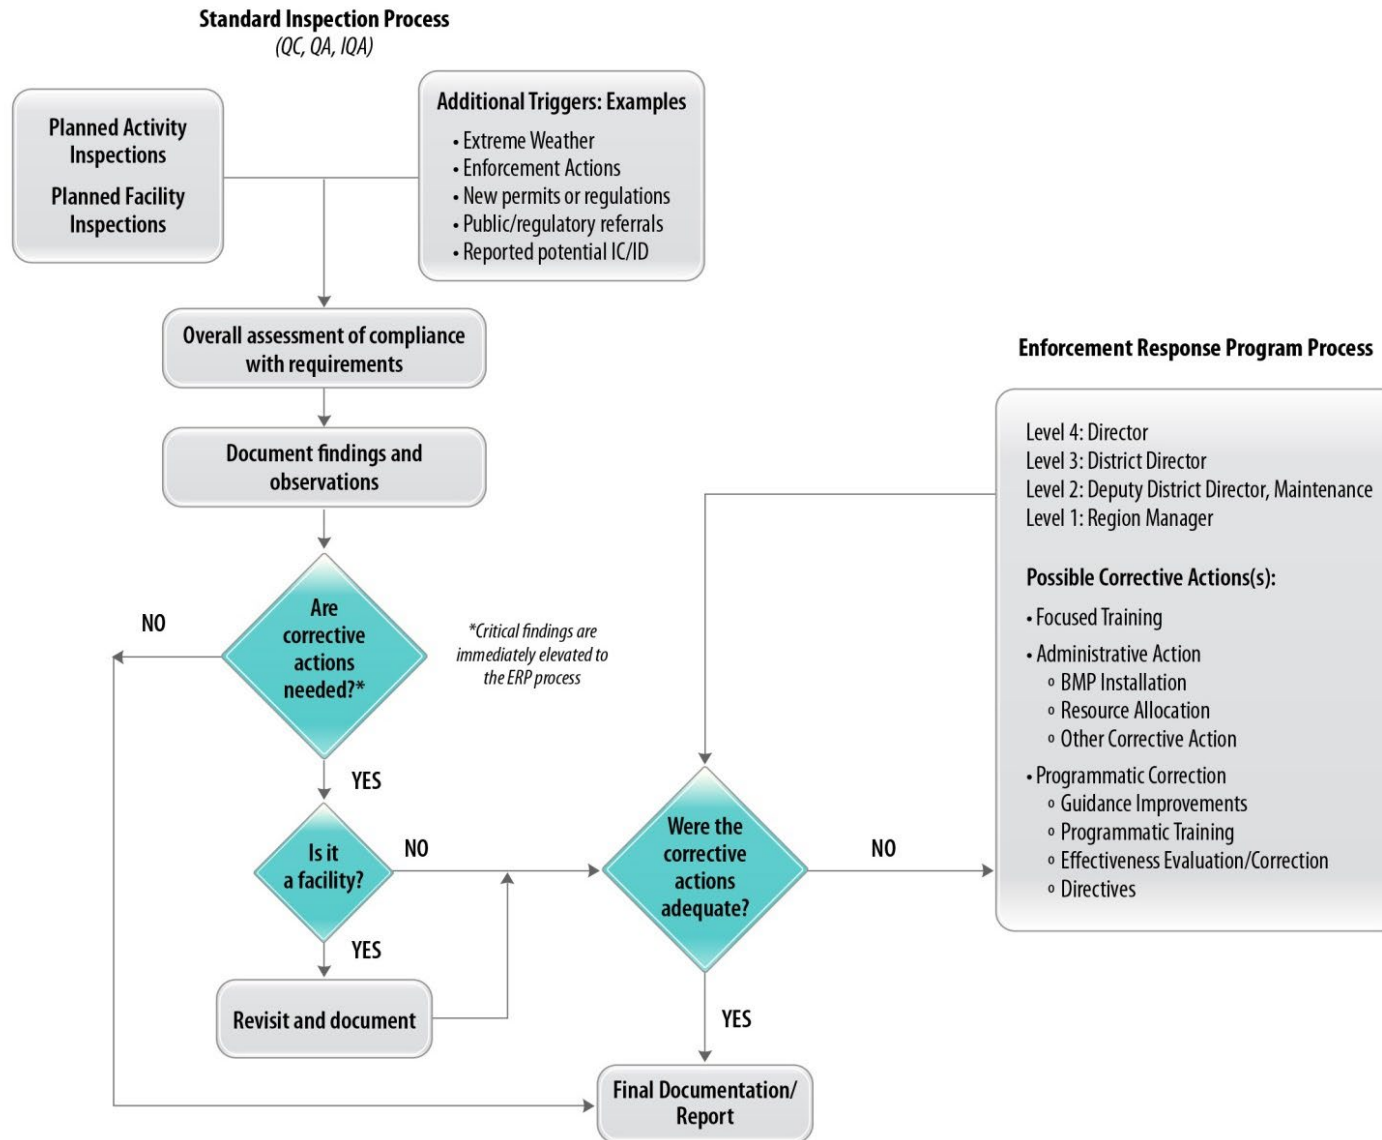 Standard Inspection Process
(QC, QA, IQA)
Planned Activity
Inspections
Planned Facility
Inspections
Additional Triggers: Examples
• Extreme Weather
• Enforcement Actions
• New permits or regulations
• Public/regulatory referrals
• Reported potential IC/ID
Overall assessment of compliance
with requirements
Document findings and
observations
Are
corrective
actions
needed?*
NO
*Critical findings are
immediately elevated to
the ERP process
YES
Is it
a facility?
NO
YES
Revisit and document
Were the
corrective
actions
adequate?
NO
YES
Final Documentation/
Report
Enforcement Response Program Process
Level 4: Director
Level 3: District Director
Level 2: Deputy District Director, Maintenance
Level 1: Region Manager
Possible Corrective Actions(s):
• Focused Training
• Administrative Action
o BMP Installation
o Resource Allocation
o Other Corrective Action
• Programmatic Correction
o Guidance Improvements
o Programmatic Training
o Effectiveness Evaluation/Correction
o Directives